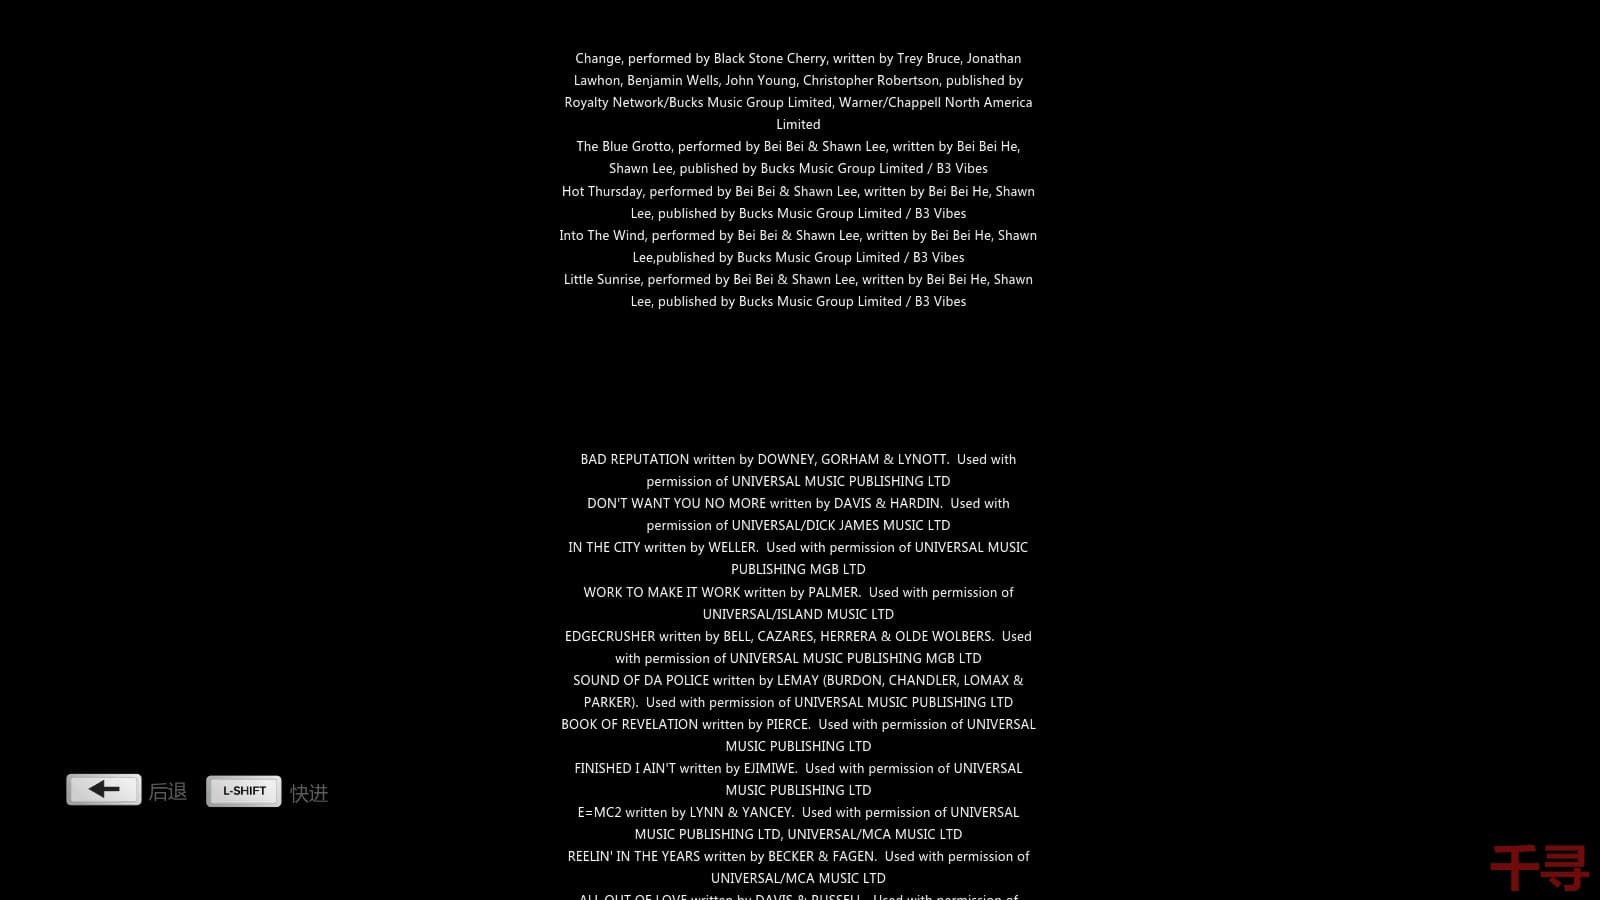 Change, performed by Black Stone Cherry, written by Trey Bruce, Jonathan
Lawhon, Benjamin Wells, John Young, Christopher Robertson, published by
Royalty Network/Bucks Music Group Limited, Warner/Chappell North America
Limited
The Blue Grotto, performed by Bei Bei & Shawn Lee, written by Bei Bei He,
Shawn Lee, published by Bucks Music Group Limited / B3 Vibes
Hot Thursday, performed by Bei Bei & Shawn Lee, written by Bei Bei He, Shawn
Lee, published by Bucks Music Group Limited / B3 Vibes
Into The Wind, performed by Bei Bei & Shawn Lee, written by Bei Bei He, Shawn
Lee,published by Bucks Music Group Limited / B3 Vibes
Little Sunrise, performed by Bei Bei & Shawn Lee, written by Bei Bei He, Shawn
Lee, published by Bucks Music Group Limited / B3 Vibes
BAD REPUTATION written by DOWNEY, GORHAM & LYNOTT.  Used with
permission of UNIVERSAL MUSIC PUBLISHING LTD
DON'T WANT YOU NO MORE written by DAVIS & HARDIN.  Used with
permission of UNIVERSAL/DICK JAMES MUSIC LTD
IN THE CITY written by WELLER.  Used with permission of UNIVERSAL MUSIC
PUBLISHING MGB LTD
WORK TO MAKE IT WORK written by PALMER.  Used with permission of
UNIVERSAL/ISLAND MUSIC LTD
EDGECRUSHER written by BELL, CAZARES, HERRERA & OLDE WOLBERS.  Used
with permission of UNIVERSAL MUSIC PUBLISHING MGB LTD
SOUND OF DA POLICE written by LEMAY (BURDON, CHANDLER, LOMAX &
PARKER).  Used with permission of UNIVERSAL MUSIC PUBLISHING LTD
BOOK OF REVELATION written by PIERCE.  Used with permission of UNIVERSAL
MUSIC PUBLISHING LTD
FINISHED I AIN'T written by EJIMIWE.  Used with permission of UNIVERSAL
MUSIC PUBLISHING LTD
E=MC2 written by LYNN & YANCEY.  Used with permission of UNIVERSAL
MUSIC PUBLISHING LTD, UNIVERSAL/MCA MUSIC LTD
REELIN' IN THE YEARS written by BECKER & FAGEN.  Used with permission of
UNIVERSAL/MCA MUSIC LTD
ALL OUT OF LOVE written by DAVIS & RUSSELL.  Used with permission of
后退 L-SHIFT 快进
千寻